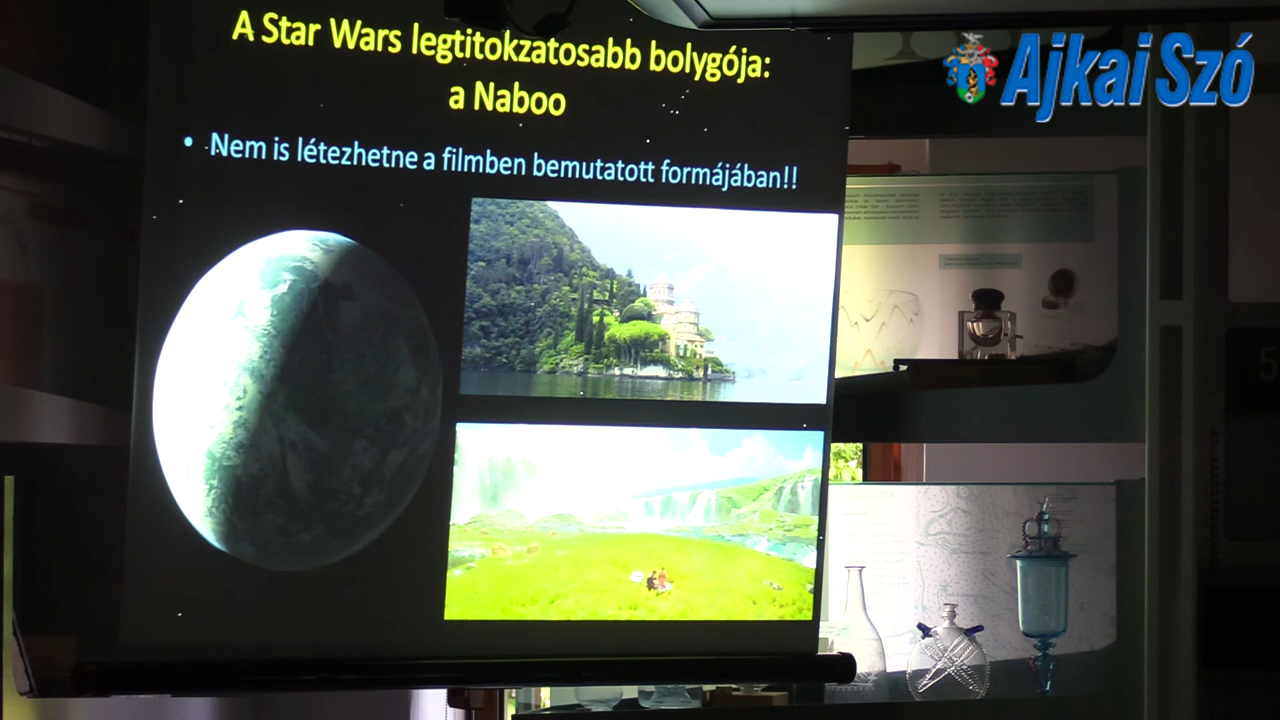 A Star Wars legtitokzatosabb bolygója:
a Naboo
• Nem is létezhetne a filmben bemutatott formájában!!
Ajkai Szó